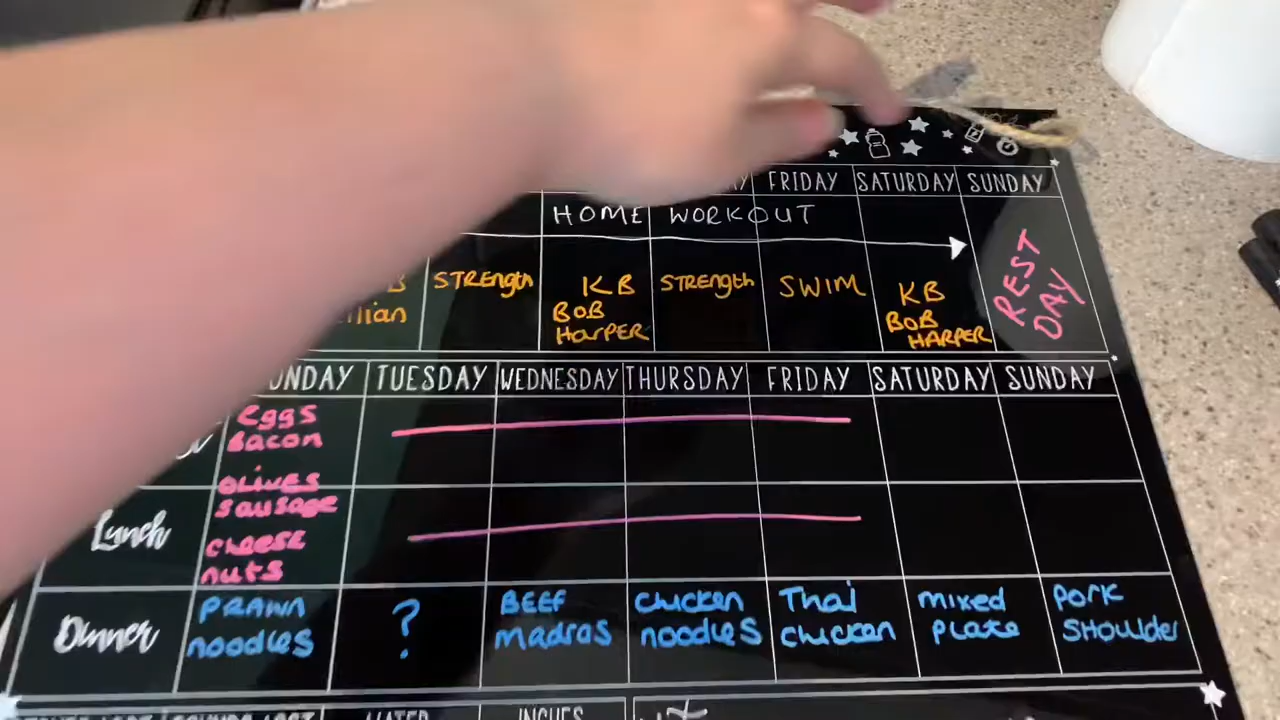 FRIDAY SATURDAY SUNDAY
HOME WORKOUT
STRENGTH KB BOB HARPER STRENGTH SWIM KB BOB HARPER REST DAY
TUESDAY WEDNESDAY THURSDAY FRIDAY SATURDAY SUNDAY
eggs
Bacon
Lunch
OLIVES
sausage
cheese
nuts
Dinner
PRAWN noodles
?
BEEF madras
chicken noodles
Thai chicken
mixed Plate
PORK SHOULDER
WATER INCHES